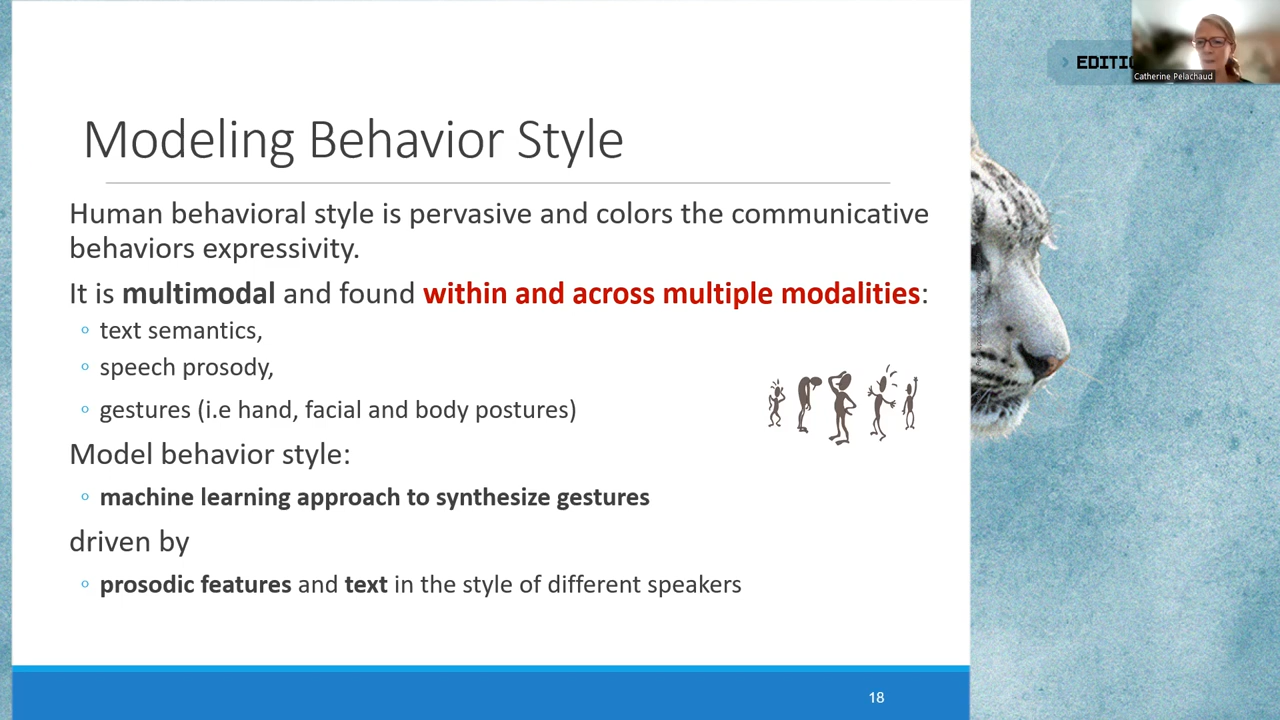 EDITIO
Catherine Pelachaud
Modeling Behavior Style
Human behavioral style is pervasive and colors the communicative
behaviors expressivity.
It is multimodal and found within and across multiple modalities:
◦ text semantics,
◦ speech prosody,
◦ gestures (i.e hand, facial and body postures)
Model behavior style:
◦ machine learning approach to synthesize gestures
driven by
◦ prosodic features and text in the style of different speakers
18